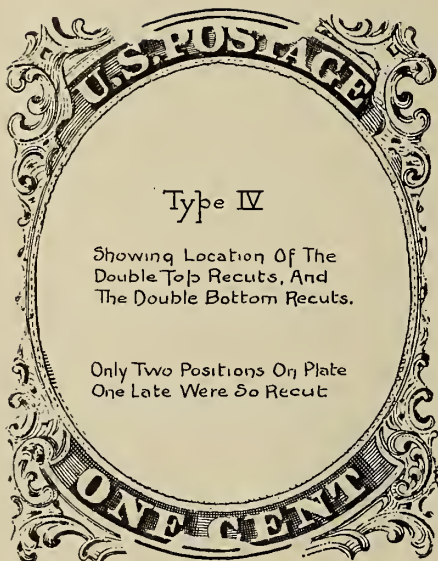 U.S. POSTAGE
Type IV
Showing Location Of The
Double Top Recuts, And
The Double Bottom Recuts.
Only Two Positions On Plate
One Late Were So Recut
ONE CENT